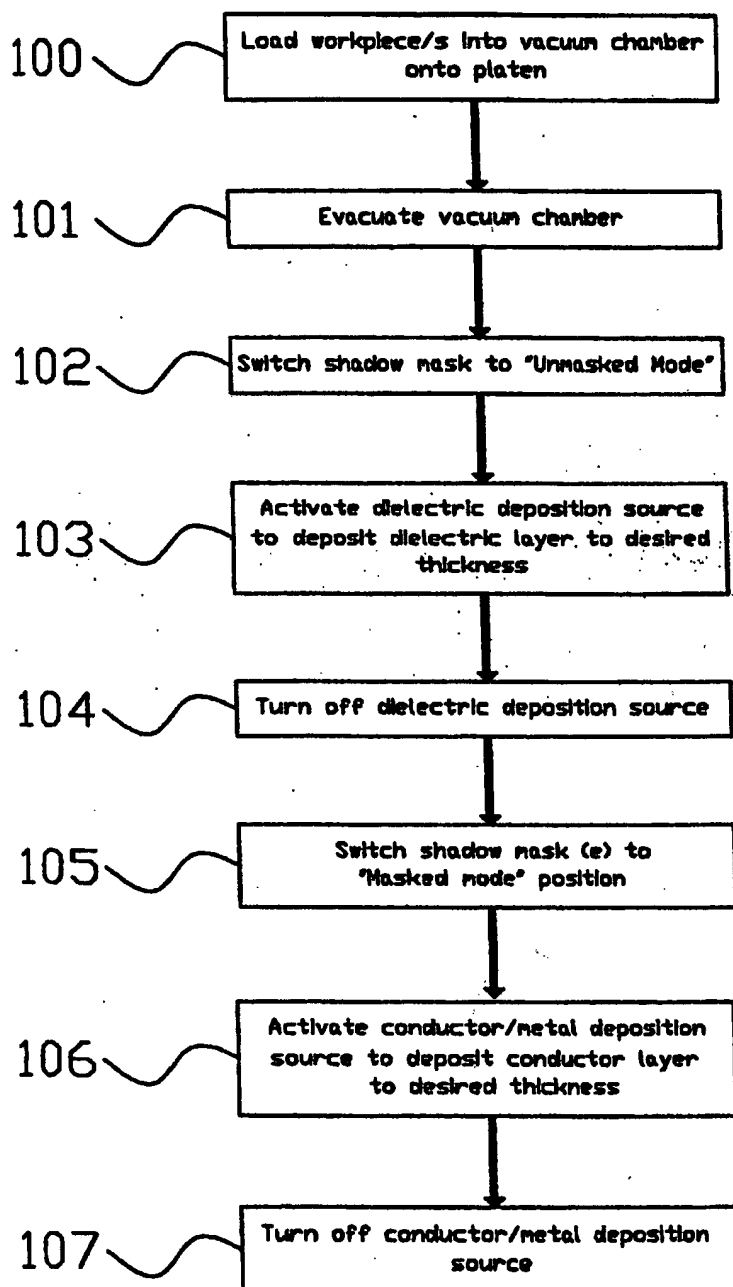 100
Load workpiece/s into vacuum chamber
onto platen
101
Evacuate vacuum chamber
102
Switch shadow mask to "Unmasked Mode"
103
Activate dielectric deposition source
to deposit dielectric layer to desired
thickness
104
Turn off dielectric deposition source
105
Switch shadow mask (e) to
"Masked mode" position
106
Activate conductor/metal deposition
source to deposit conductor layer
to desired thickness
107
Turn off conductor/metal deposition
source